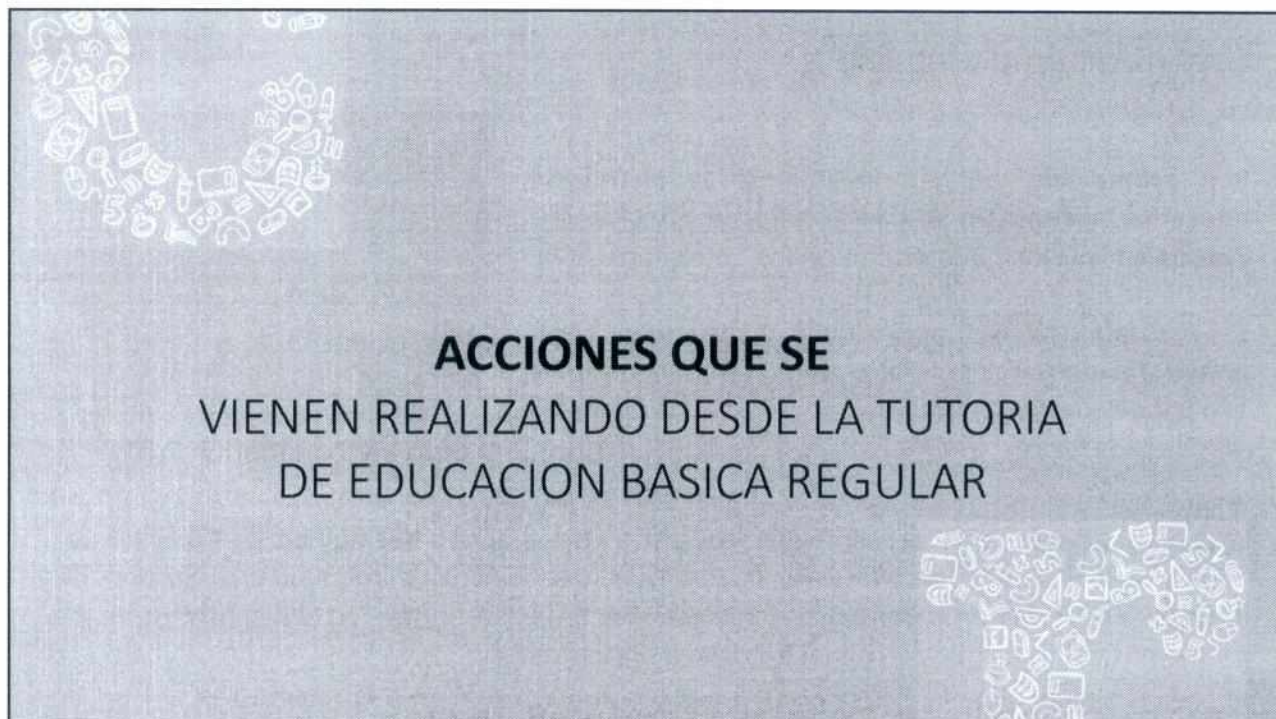 ACCIONES QUE SE
VIENEN REALIZANDO DESDE LA TUTORIA
DE EDUCACION BASICA REGULAR